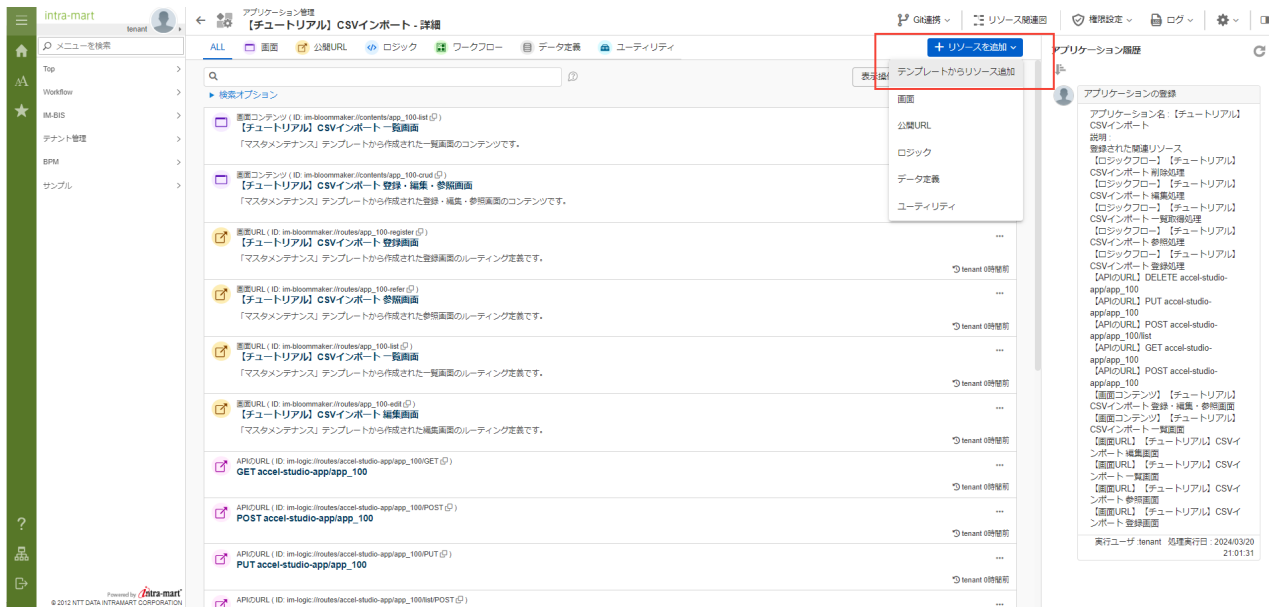 intra-mart
tenant
メニューを検索
Top
Workflow
IM-BIS
テナント管理
BPM
サンプル
Powered by intra-mart
© 2012 NTT DATA INTRAMART CORPORATION
アプリケーション管理
【チュートリアル】CSVインポート - 詳細
Git連携
リソース関連図
権限設定
ログ
ALL 画面 公開URL ロジック ワークフロー データ定義 ユーティリティ
+ リソースを追加
検索オプション
テンプレートからリソース追加
画面
公開URL
ロジック
データ定義
ユーティリティ
画面コンテンツ ( ID: im-bloommaker://contents/app_100-list )
【チュートリアル】CSVインポート 一覧画面
「マスタメンテナンス」テンプレートから作成された一覧画面のコンテンツです。
画面コンテンツ ( ID: im-bloommaker://contents/app_100-crud )
【チュートリアル】CSVインポート 登録・編集・参照画面
「マスタメンテナンス」テンプレートから作成された登録・編集・参照画面のコンテンツです。
画面URL ( ID: im-bloommaker://routes/app_100-register )
【チュートリアル】CSVインポート 登録画面
「マスタメンテナンス」テンプレートから作成された登録画面のルーティング定義です。
tenant 0時間前
画面URL ( ID: im-bloommaker://routes/app_100-refer )
【チュートリアル】CSVインポート 参照画面
「マスタメンテナンス」テンプレートから作成された参照画面のルーティング定義です。
tenant 0時間前
画面URL ( ID: im-bloommaker://routes/app_100-list )
【チュートリアル】CSVインポート 一覧画面
「マスタメンテナンス」テンプレートから作成された一覧画面のルーティング定義です。
tenant 0時間前
画面URL ( ID: im-bloommaker://routes/app_100-edit )
【チュートリアル】CSVインポート 編集画面
「マスタメンテナンス」テンプレートから作成された編集画面のルーティング定義です。
tenant 0時間前
APIのURL ( ID: im-logic://routes/accel-studio-app/app_100/GET )
GET accel-studio-app/app_100
tenant 0時間前
APIのURL ( ID: im-logic://routes/accel-studio-app/app_100/POST )
POST accel-studio-app/app_100
tenant 0時間前
APIのURL ( ID: im-logic://routes/accel-studio-app/app_100/PUT )
PUT accel-studio-app/app_100
tenant 0時間前
APIのURL ( ID: im-logic://routes/accel-studio-app/app_100/list/POST )
アプリケーション履歴
アプリケーションの登録
アプリケーション名 : 【チュートリアル】
CSVインポート
説明 :
登録された関連リソース
【ロジックフロー】【チュートリアル】
CSVインポート 削除処理
【ロジックフロー】【チュートリアル】
CSVインポート 編集処理
【ロジックフロー】【チュートリアル】
CSVインポート 一覧取得処理
【ロジックフロー】【チュートリアル】
CSVインポート 参照処理
【ロジックフロー】【チュートリアル】
CSVインポート 登録処理
【APIのURL】DELETE accel-studio-
app/app_100
【APIのURL】PUT accel-studio-
app/app_100
【APIのURL】POST accel-studio-
app/app_100/list
【APIのURL】GET accel-studio-
app/app_100
【APIのURL】POST accel-studio-
app/app_100
【画面コンテンツ】【チュートリアル】
CSVインポート 登録・編集・参照画面
【画面コンテンツ】【チュートリアル】
CSVインポート 一覧画面
【画面URL】【チュートリアル】CSVイ
ンポート 編集画面
【画面URL】【チュートリアル】CSVイ
ンポート 一覧画面
【画面URL】【チュートリアル】CSVイ
ンポート 参照画面
【画面URL】【チュートリアル】CSVイ
ンポート 登録画面
実行ユーザ :tenant 処理実行日 : 2024/03/20
21:01:31